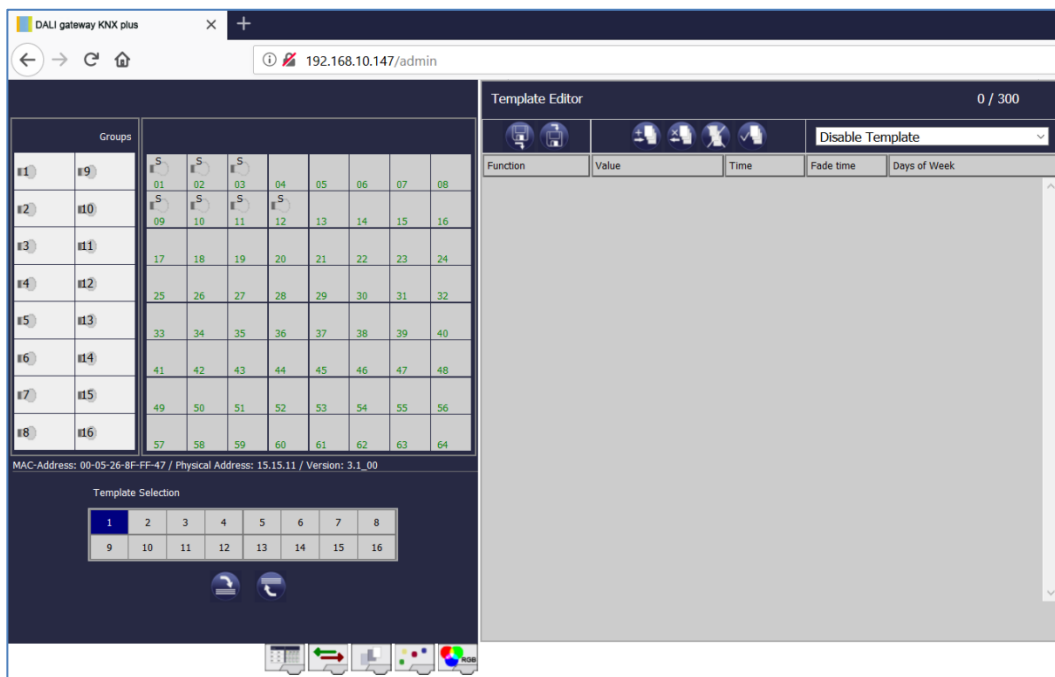 DALI gateway KNX plus
192.168.10.147/admin
Template Editor 0 / 300
Disable Template
Function Value Time Fade time Days of Week
Groups
1 9
2 10
3 11
4 12
5 13
6 14
7 15
8 16
S S S
01 02 03 04 05 06 07 08
S S S S
09 10 11 12 13 14 15 16
17 18 19 20 21 22 23 24
25 26 27 28 29 30 31 32
33 34 35 36 37 38 39 40
41 42 43 44 45 46 47 48
49 50 51 52 53 54 55 56
57 58 59 60 61 62 63 64
MAC-Address: 00-05-26-8F-FF-47 / Physical Address: 15.15.11 / Version: 3.1_00
Template Selection
1 2 3 4 5 6 7 8
9 10 11 12 13 14 15 16
RGB